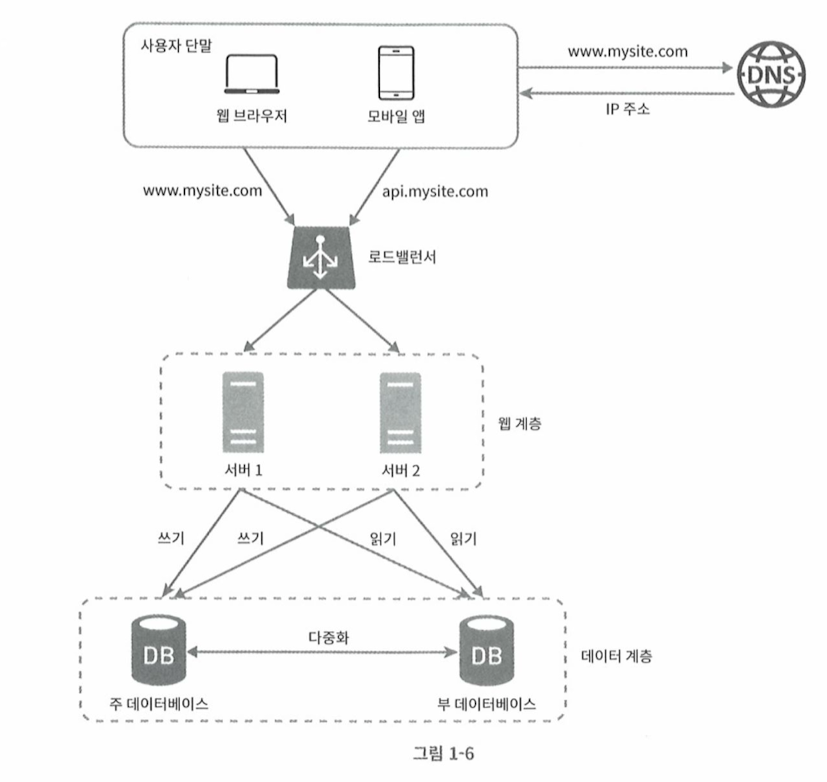 사용자 단말
웹 브라우저
모바일 앱
www.mysite.com
DNS
IP 주소
www.mysite.com
api.mysite.com
로드밸런서
서버 1
서버 2
웹 계층
쓰기
쓰기
읽기
읽기
DB
다중화
DB
데이터 계층
주 데이터베이스
부 데이터베이스
그림 1-6